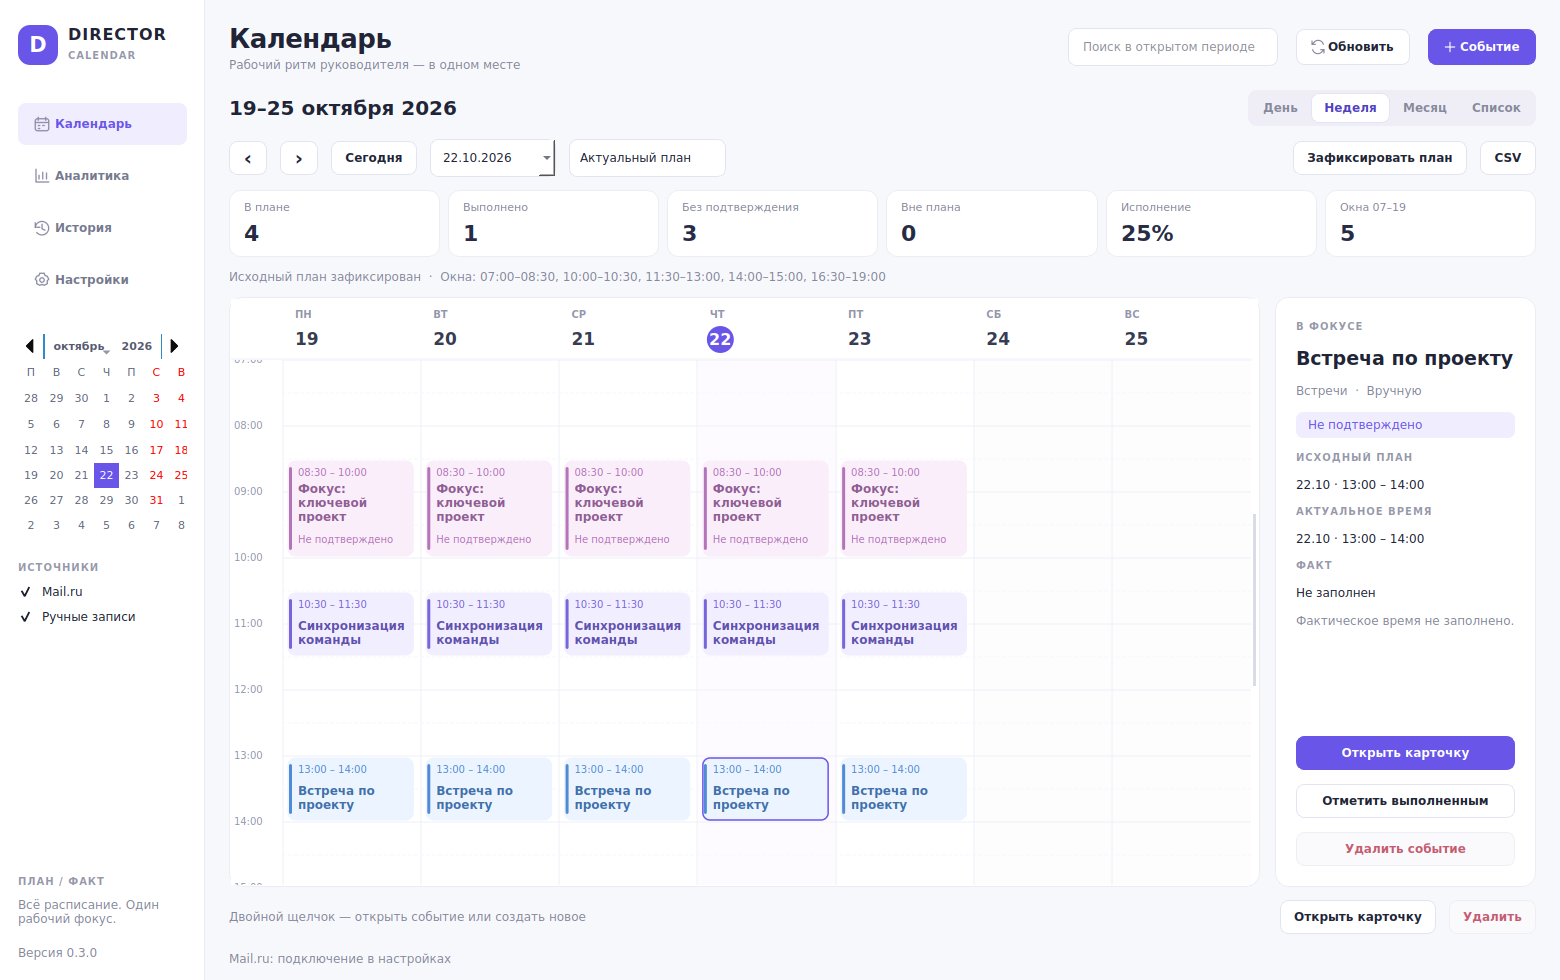 D
DIRECTOR
CALENDAR
Календарь
Аналитика
История
Настройки
октябрь 2026
П В С Ч П С В
28 29 30 1 2 3 4
5 6 7 8 9 10 11
12 13 14 15 16 17 18
19 20 21 22 23 24 25
26 27 28 29 30 31 1
2 3 4 5 6 7 8
ИСТОЧНИКИ
Mail.ru
Ручные записи
ПЛАН / ФАКТ
Всё расписание. Один
рабочий фокус.
Версия 0.3.0
Календарь
Рабочий ритм руководителя — в одном месте
Поиск в открытом периоде
Обновить
+ Событие
19–25 октября 2026
День Неделя Месяц Список
‹ › Сегодня 22.10.2026 Актуальный план
Зафиксировать план CSV
В плане
4
Выполнено
1
Без подтверждения
3
Вне плана
0
Исполнение
25%
Окна 07–19
5
Исходный план зафиксирован · Окна: 07:00–08:30, 10:00–10:30, 11:30–13:00, 14:00–15:00, 16:30–19:00
ПН ВТ СР ЧТ ПТ СБ ВС
19 20 21 22 23 24 25
07:00
08:00
08:30 – 10:00 08:30 – 10:00 08:30 – 10:00 08:30 – 10:00 08:30 – 10:00
Фокус: Фокус: Фокус: Фокус: Фокус:
09:00
ключевой ключевой ключевой ключевой ключевой
проект проект проект проект проект
Не подтверждено Не подтверждено Не подтверждено Не подтверждено Не подтверждено
10:00
10:30 – 11:30 10:30 – 11:30 10:30 – 11:30 10:30 – 11:30 10:30 – 11:30
11:00
Синхронизация Синхронизация Синхронизация Синхронизация Синхронизация
команды команды команды команды команды
12:00
13:00
13:00 – 14:00 13:00 – 14:00 13:00 – 14:00 13:00 – 14:00 13:00 – 14:00
Встреча по Встреча по Встреча по Встреча по Встреча по
проекту проекту проекту проекту проекту
14:00
15:00
В ФОКУСЕ
Встреча по проекту
Встречи · Вручную
Не подтверждено
ИСХОДНЫЙ ПЛАН
22.10 · 13:00 – 14:00
АКТУАЛЬНОЕ ВРЕМЯ
22.10 · 13:00 – 14:00
ФАКТ
Не заполнен
Фактическое время не заполнено.
Открыть карточку
Отметить выполненным
Удалить событие
Двойной щелчок — открыть событие или создать новое
Открыть карточку Удалить
Mail.ru: подключение в настройках